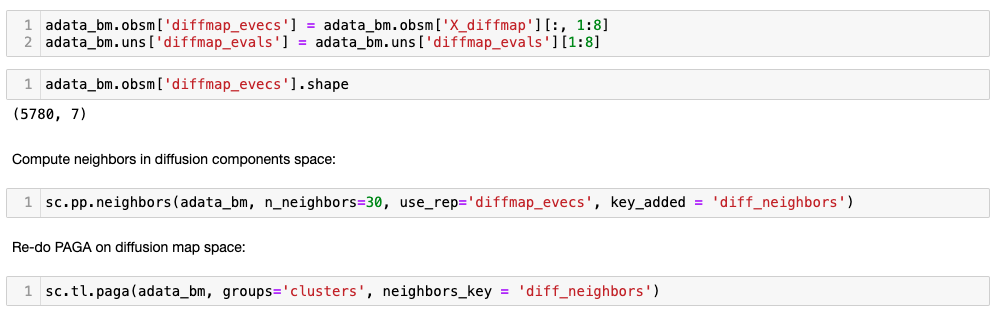 1 adata_bm.obsm['diffmap_evecs'] = adata_bm.obsm['X_diffmap'][:, 1:8]
2 adata_bm.uns['diffmap_evals'] = adata_bm.uns['diffmap_evals'][1:8]
1 adata_bm.obsm['diffmap_evecs'].shape
(5780, 7)
Compute neighbors in diffusion components space:
1 sc.pp.neighbors(adata_bm, n_neighbors=30, use_rep='diffmap_evecs', key_added = 'diff_neighbors')
Re-do PAGA on diffusion map space:
1 sc.tl.paga(adata_bm, groups='clusters', neighbors_key = 'diff_neighbors')